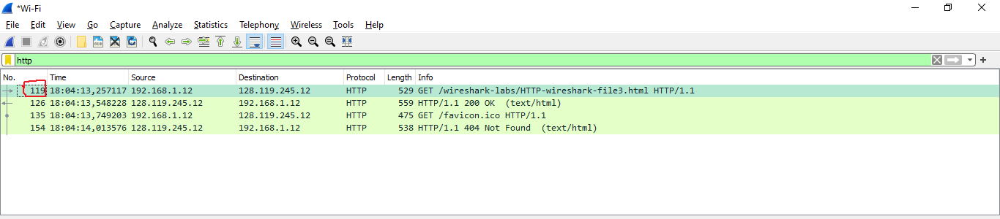 *Wi-Fi
File Edit View Go Capture Analyze Statistics Telephony Wireless Tools Help
http
No. Time Source Destination Protocol Length Info
119 18:04:13,257117 192.168.1.12 128.119.245.12 HTTP 529 GET /wireshark-labs/HTTP-wireshark-file3.html HTTP/1.1
126 18:04:13,548228 128.119.245.12 192.168.1.12 HTTP 559 HTTP/1.1 200 OK (text/html)
135 18:04:13,749203 192.168.1.12 128.119.245.12 HTTP 475 GET /favicon.ico HTTP/1.1
154 18:04:14,013576 128.119.245.12 192.168.1.12 HTTP 538 HTTP/1.1 404 Not Found (text/html)